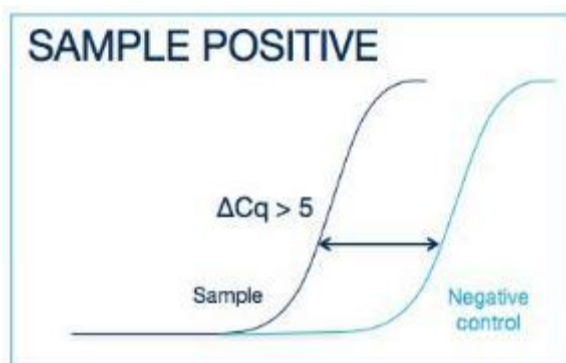 SAMPLE POSITIVE
ΔCq > 5
Sample
Negative
control